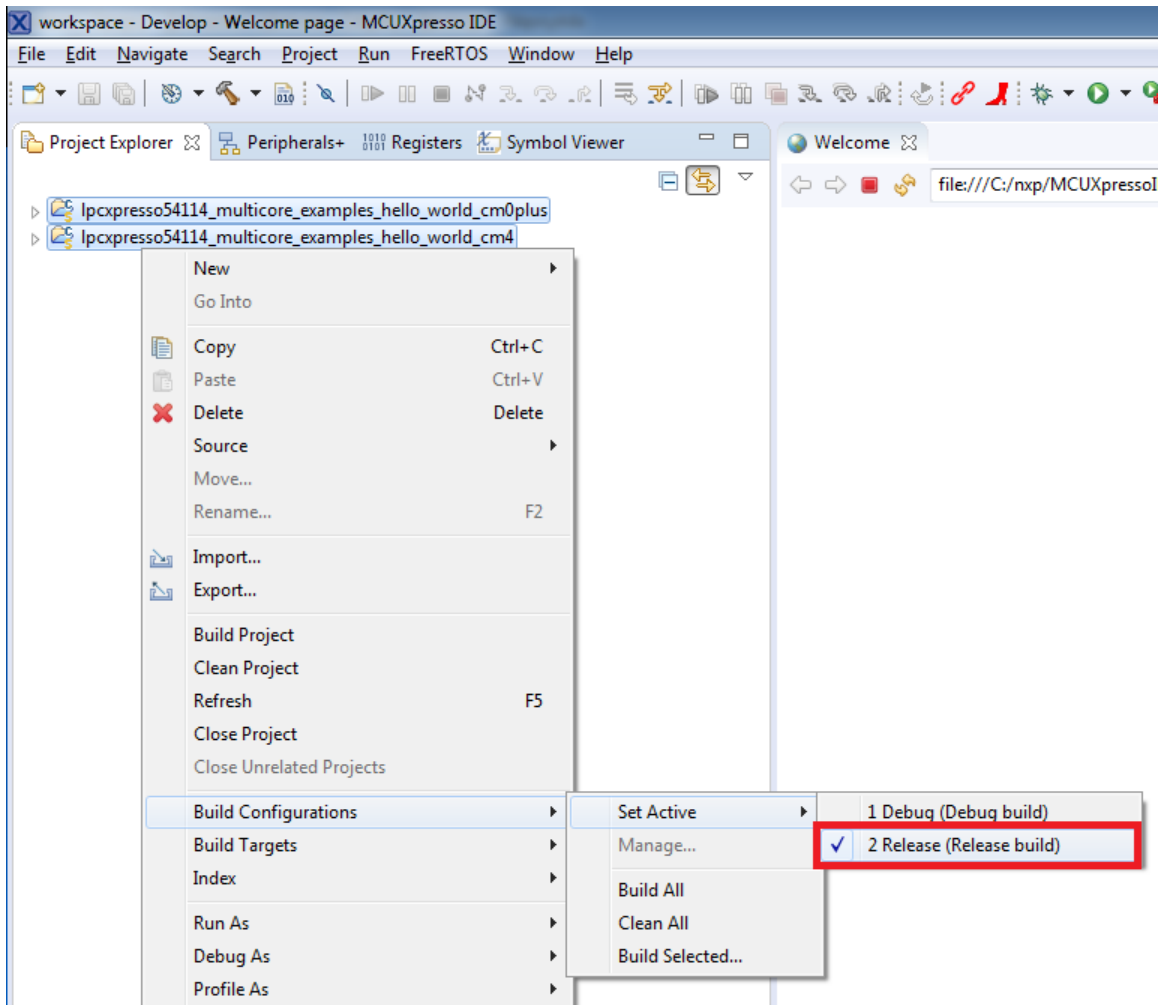 workspace - Develop - Welcome page - MCUXpresso IDE
File Edit Navigate Search Project Run FreeRTOS Window Help
010
Project Explorer Peripherals+ 1010 0101 Registers Symbol Viewer Welcome
file:///C:/nxp/MCUXpressoI
lpcxpresso54114_multicore_examples_hello_world_cm0plus
lpcxpresso54114_multicore_examples_hello_world_cm4
New
Go Into
Copy Ctrl+C
Paste Ctrl+V
Delete Delete
Source
Move...
Rename... F2
Import...
Export...
Build Project
Clean Project
Refresh F5
Close Project
Close Unrelated Projects
Build Configurations Set Active 1 Debug (Debug build)
Build Targets Manage... 2 Release (Release build)
Index Build All
Run As Clean All
Debug As Build Selected...
Profile As